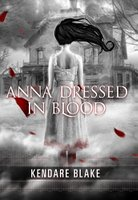 ANNA DRESSED
IN BLOOD
KENDARE BLAKE